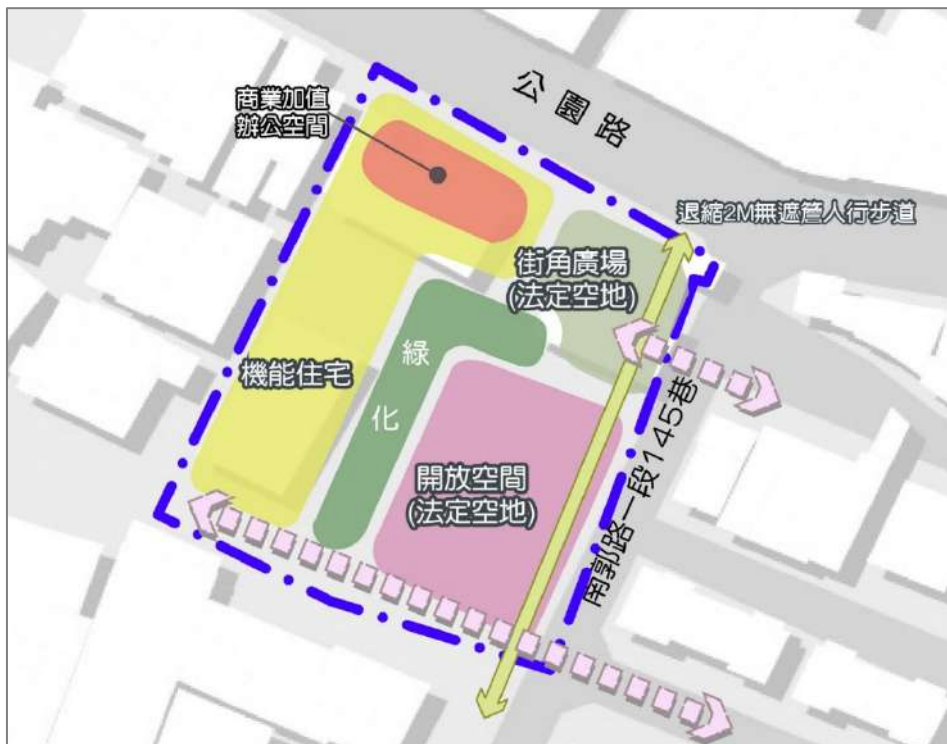 公園路
商業加值
辦公空間
退縮2M無遮簷人行步道
街角廣場
(法定空地)
綠
化
機能住宅
開放空間
(法定空地)
南郭路一段145巷